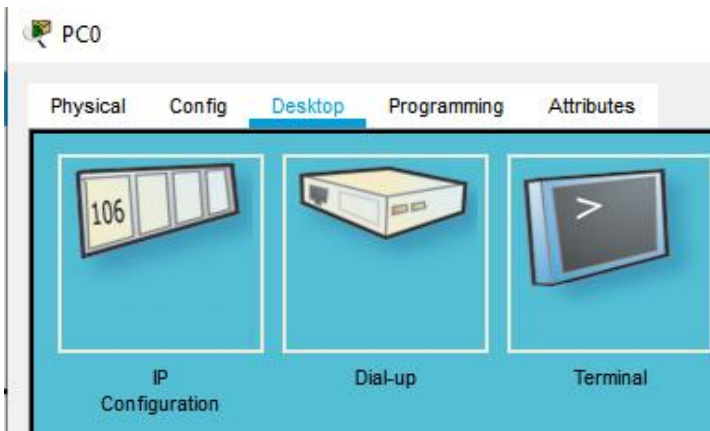 PC0
Physical Config Desktop Programming Attributes
106
>
IP
Configuration
Dial-up
Terminal